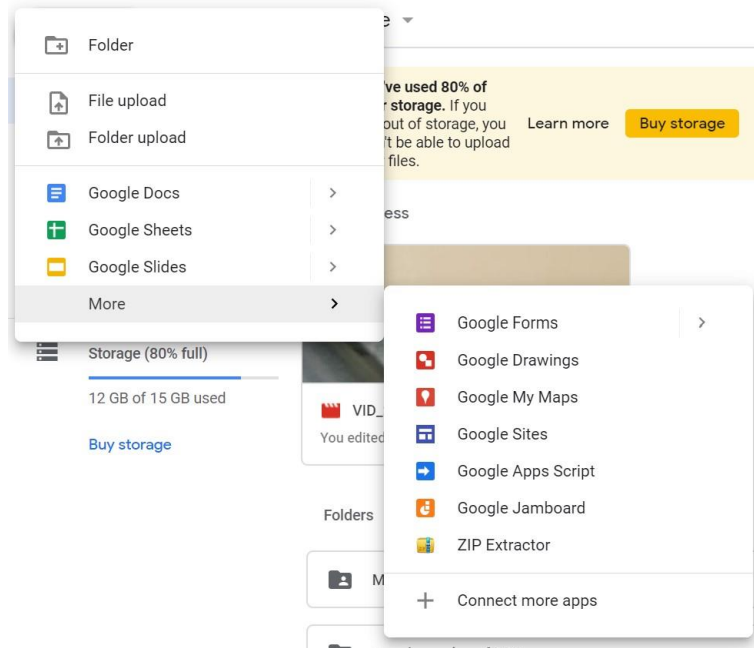 Folder
File upload
Folder upload
Google Docs
Google Sheets
Google Slides
More
've used 80% of
storage. If you
out of storage, you
't be able to upload
files.
Learn more
Buy storage
ess
Storage (80% full)
12 GB of 15 GB used
Buy storage
VID_
You edited
Folders
M
Google Forms
Google Drawings
Google My Maps
Google Sites
Google Apps Script
Google Jamboard
ZIP Extractor
Connect more apps